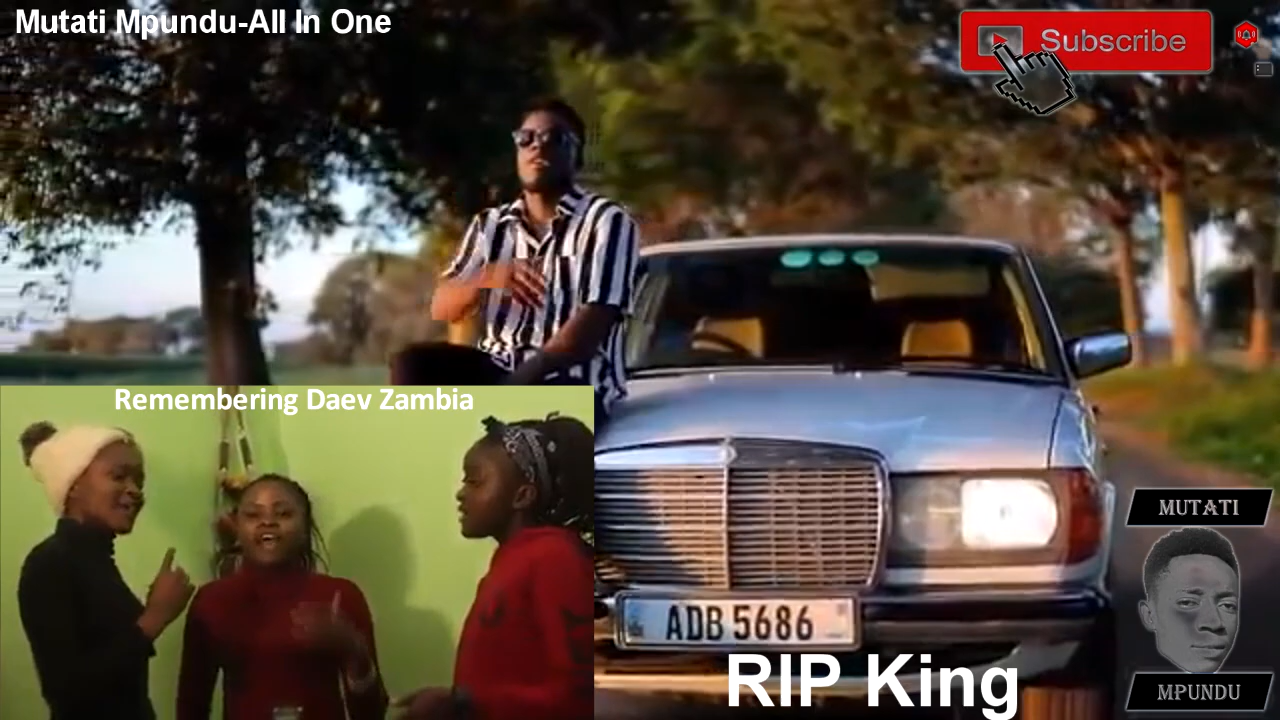 Mutati Mpundu-All In One
Subscribe
Remembering Daev Zambia
MUTATI
ADB 5686
RIP King
MPUNDU